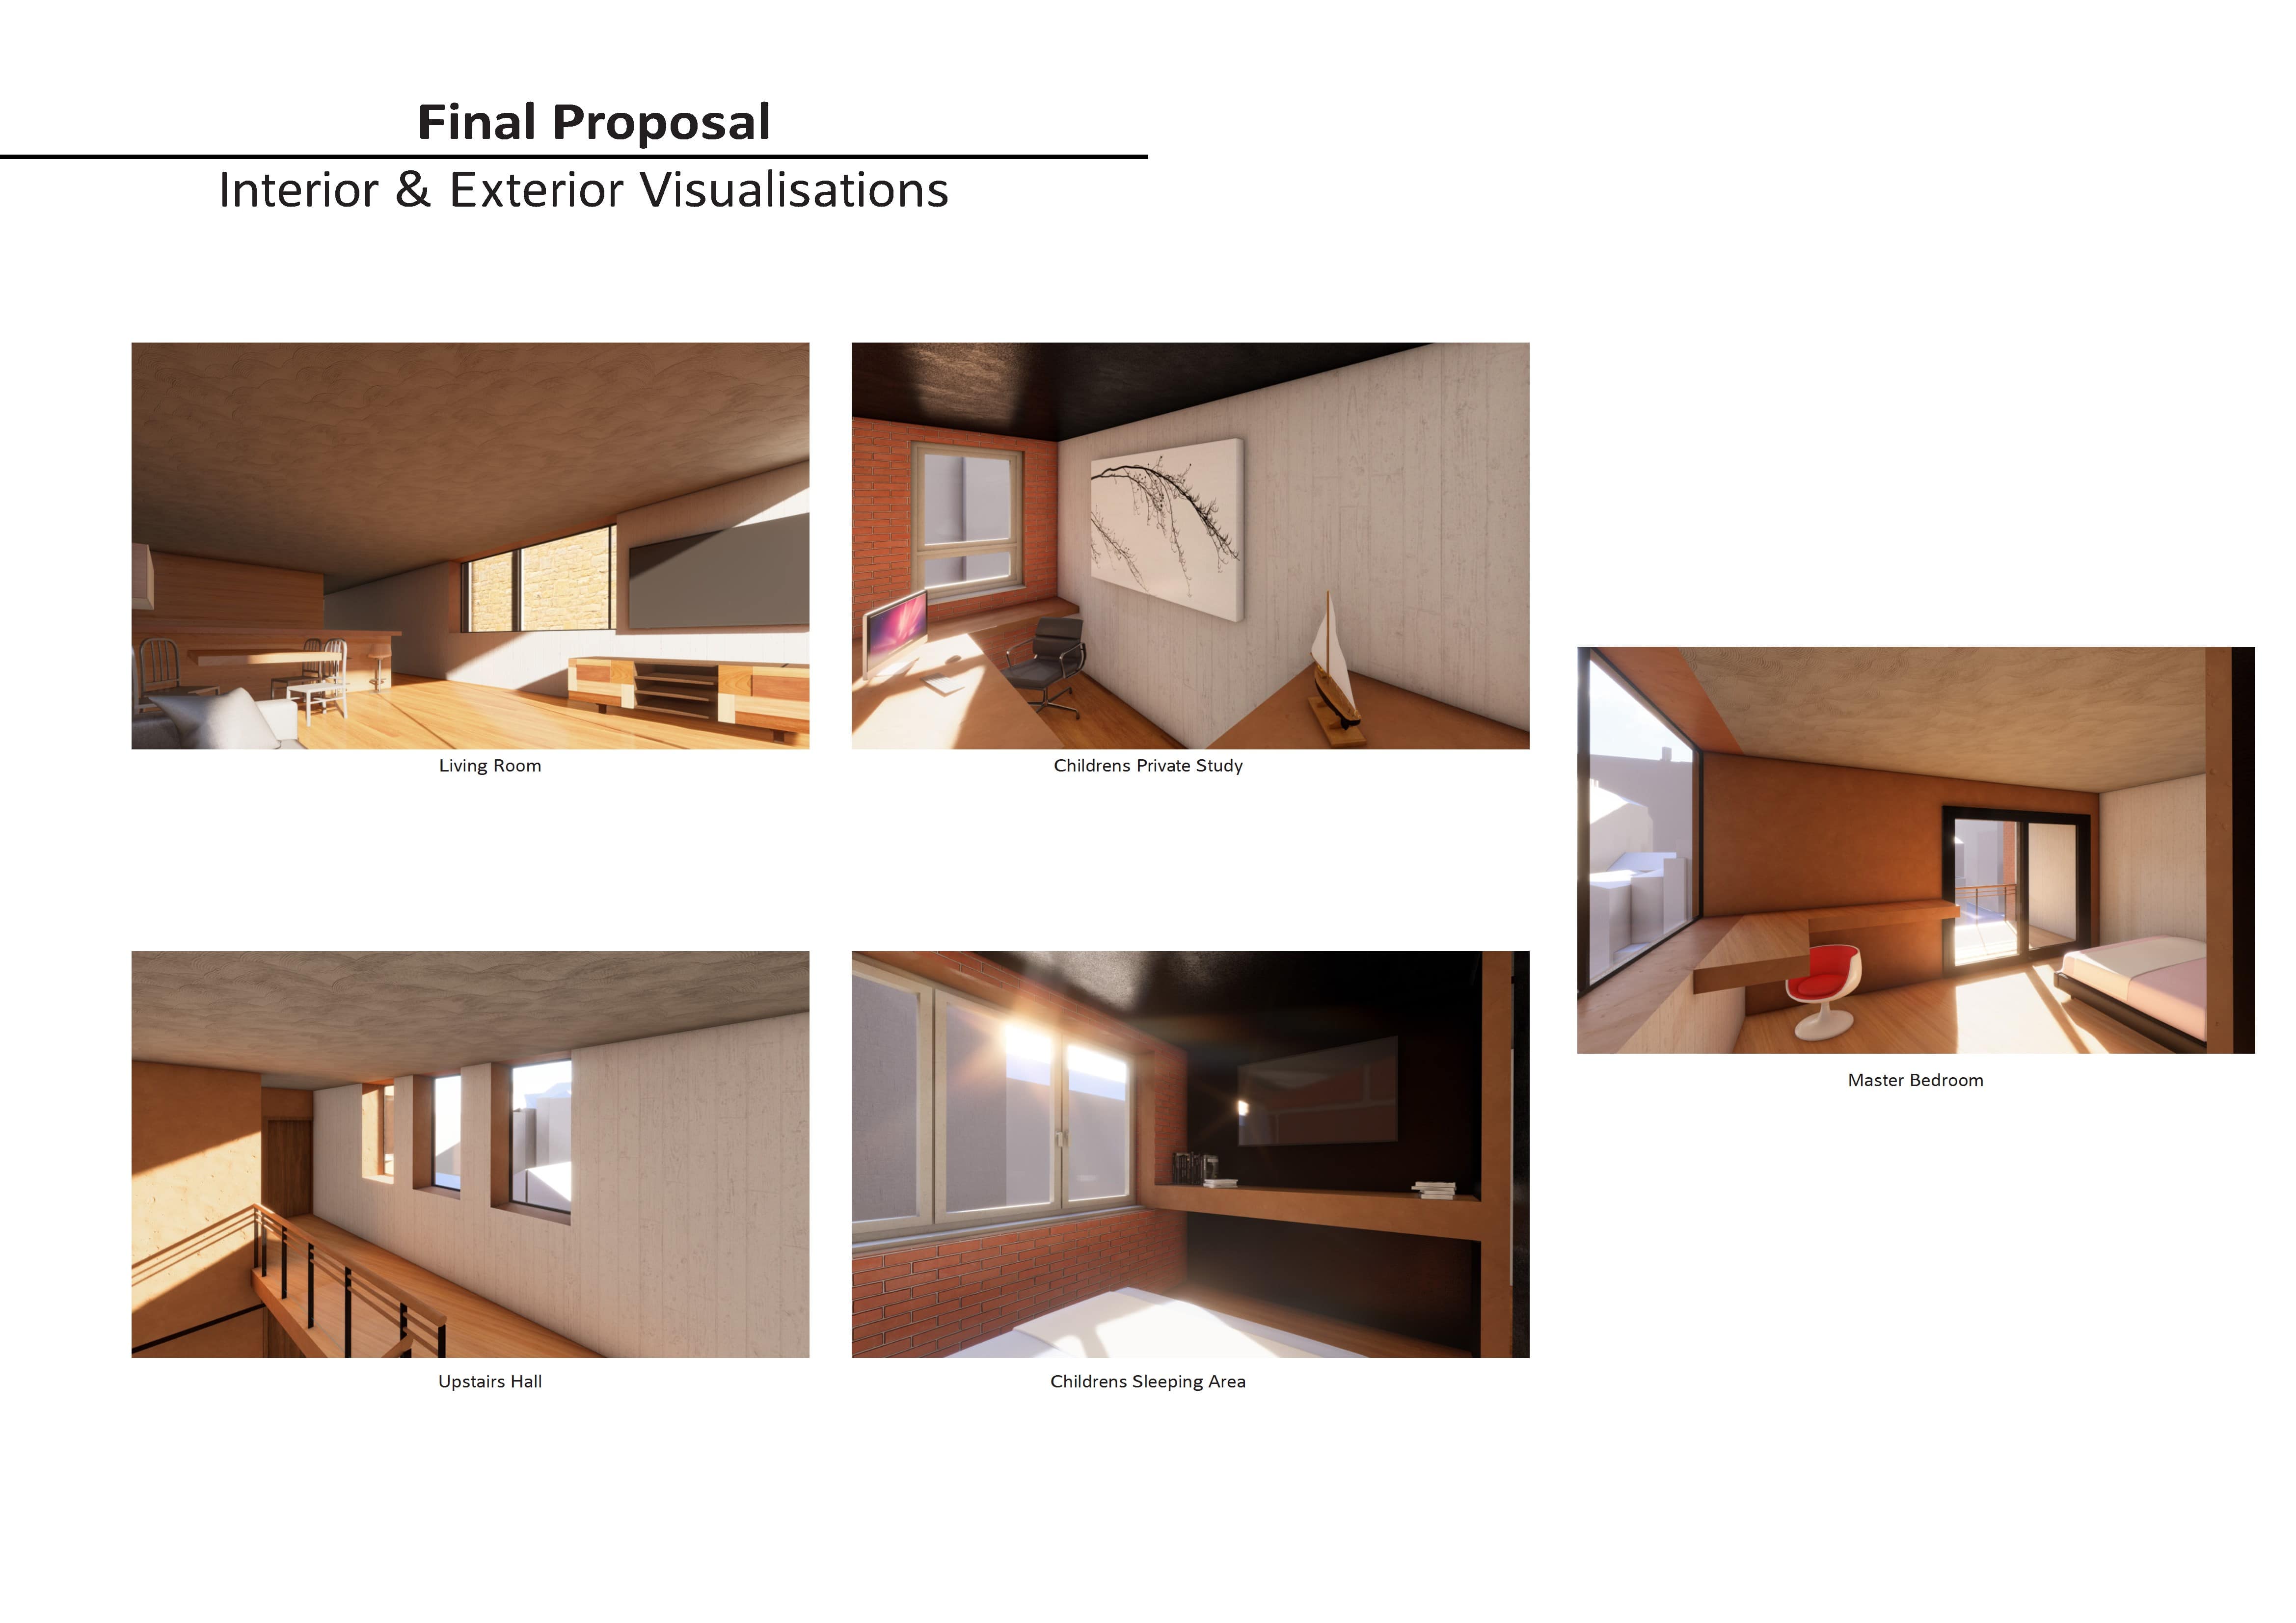 Final Proposal
Interior & Exterior Visualisations
Living Room
Childrens Private Study
Master Bedroom
Upstairs Hall
Childrens Sleeping Area